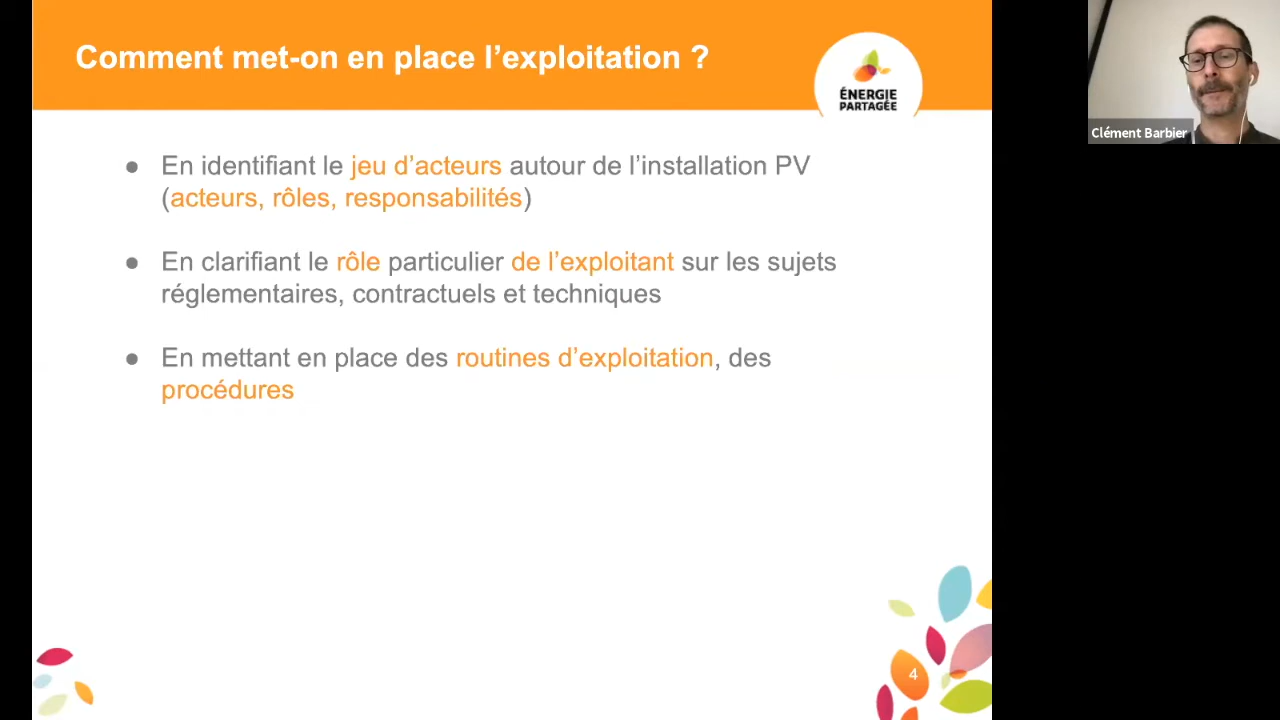 Comment met-on en place l’exploitation ?
ÉNERGIE
PARTAGÉE
Clément Barbier
● En identifiant le jeu d’acteurs autour de l’installation PV
(acteurs, rôles, responsabilités)
● En clarifiant le rôle particulier de l’exploitant sur les sujets
réglementaires, contractuels et techniques
● En mettant en place des routines d’exploitation, des
procédures
4